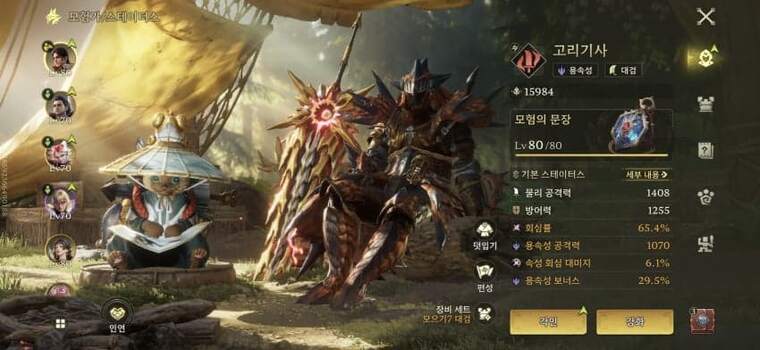 모험가/스테이터스
고리기사
용속성
대검
15984
모험의 문장
Lv 80/80
기본 스테이터스
세부 내용
물리 공격력 1408
방어력 1255
회심률 65.4%
용속성 공격력 1070
속성 회심 대미지 6.1%
용속성 보너스 29.5%
각인
강화
덧입기
편성
장비 세트
모으기7 대검
인연
Lv.70